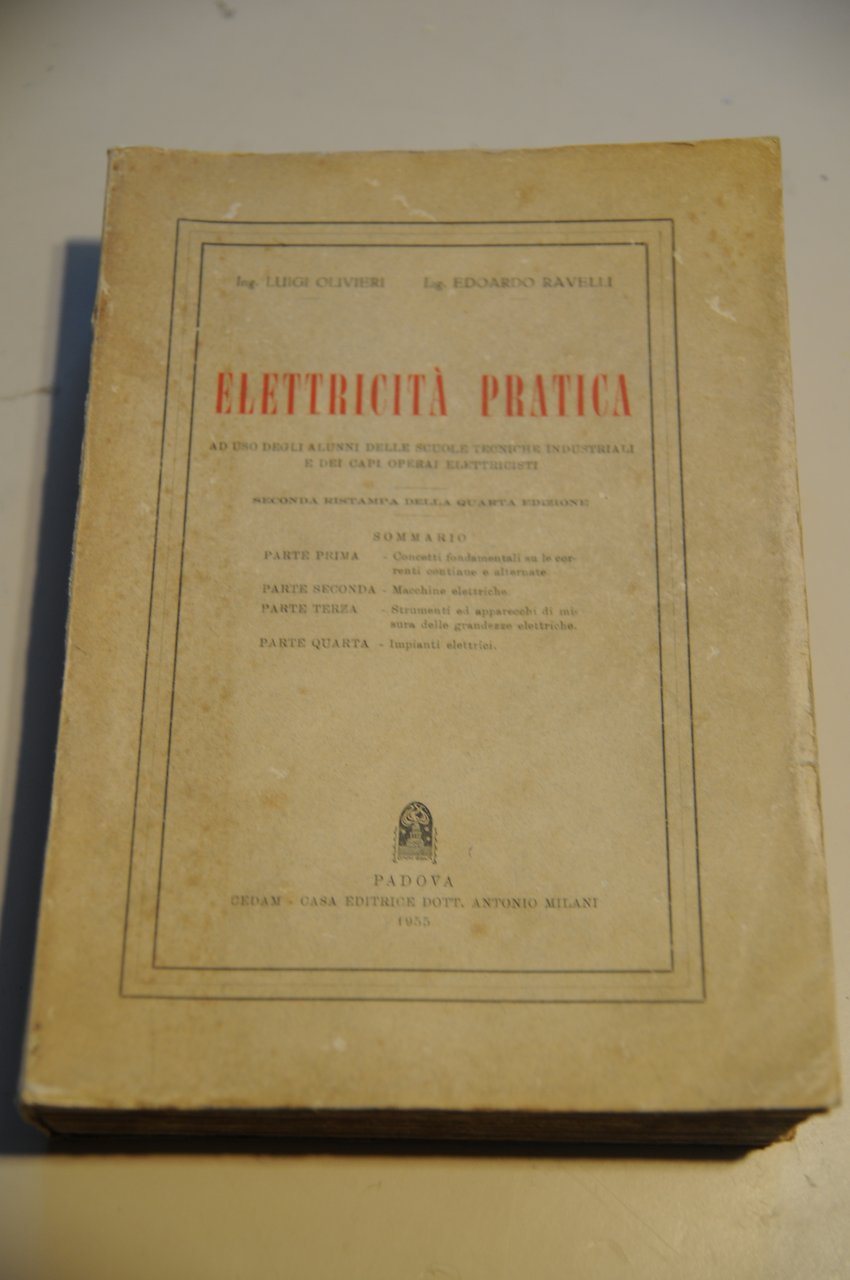 Ing. LUIGI OLIVIERI Ing. EDOARDO RAVELLI
ELETTRICITÀ PRATICA
AD USO DEGLI ALUNNI DELLE SCUOLE TECNICHE INDUSTRIALI
E DEI CAPI OPERAI ELETTRICISTI
SECONDA RISTAMPA DELLA QUARTA EDIZIONE
SOMMARIO
PARTE PRIMA - Concetti fondamentali su le cor-
renti continue e alternate.
PARTE SECONDA - Macchine elettriche.
PARTE TERZA - Strumenti ed apparecchi di mi-
sura delle grandezze elettriche.
PARTE QUARTA - Impianti elettrici.
PADOVA
CEDAM - CASA EDITRICE DOTT. ANTONIO MILANI
1955